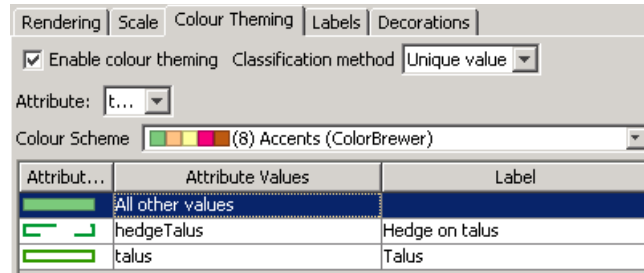 Rendering Scale Colour Theming Labels Decorations
Enable colour theming Classification method Unique value
Attribute: t...
Colour Scheme (8) Accents (ColorBrewer)
Attribut... Attribute Values Label
All other values
hedgeTalus Hedge on talus
talus Talus